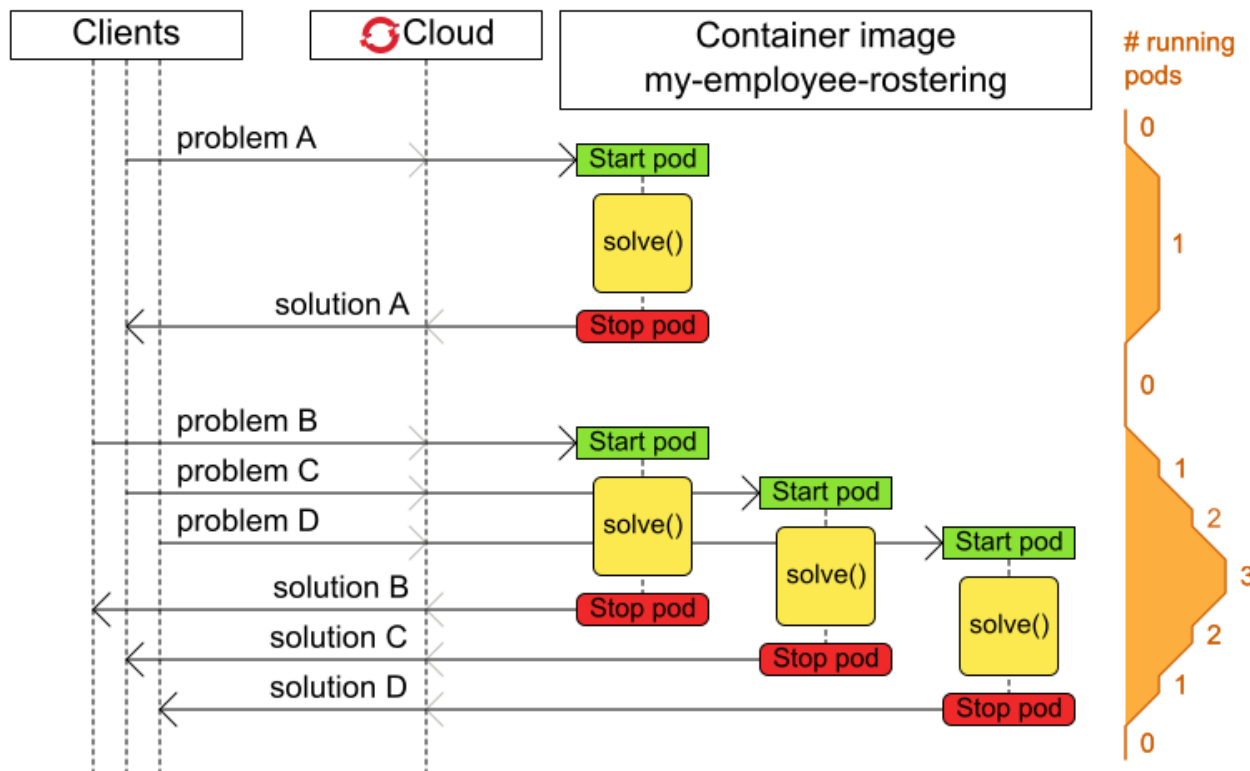 Clients
Cloud
Container image
my-employee-rostering
# running
pods
0
problem A
Start pod
solve()
1
solution A
Stop pod
0
problem B
Start pod
problem C
1
Start pod
problem D
2
solve()
Start pod
solve()
3
solution B
Stop pod
solve()
2
solution C
Stop pod
1
solution D
Stop pod
0